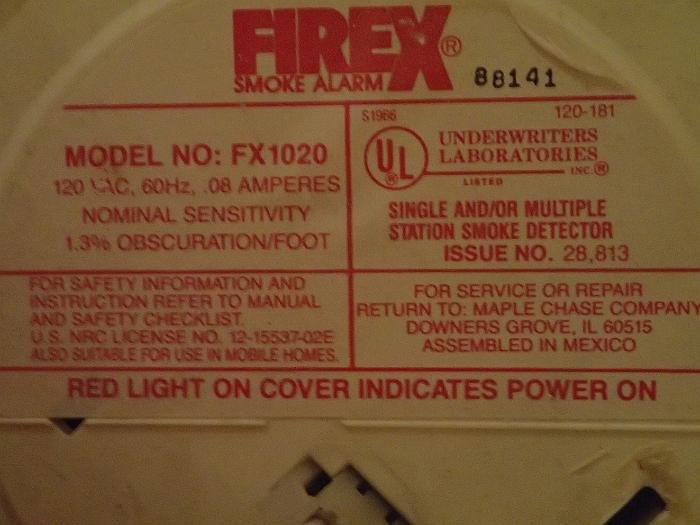 FIREX®
SMOKE ALARM
88141
S1966
120-181
MODEL NO: FX1020
120 VAC, 60Hz, .08 AMPERES
NOMINAL SENSITIVITY
1.3% OBSCURATION/FOOT
UL®
UNDERWRITERS
LABORATORIES
INC.®
LISTED
SINGLE AND/OR MULTIPLE
STATION SMOKE DETECTOR
ISSUE NO. 28,813
FOR SAFETY INFORMATION AND
INSTRUCTION REFER TO MANUAL
AND SAFETY CHECKLIST.
U.S. NRC LICENSE NO. 12-15537-02E
ALSO SUITABLE FOR USE IN MOBILE HOMES.
FOR SERVICE OR REPAIR
RETURN TO: MAPLE CHASE COMPANY
DOWNERS GROVE, IL 60515
ASSEMBLED IN MEXICO
RED LIGHT ON COVER INDICATES POWER ON